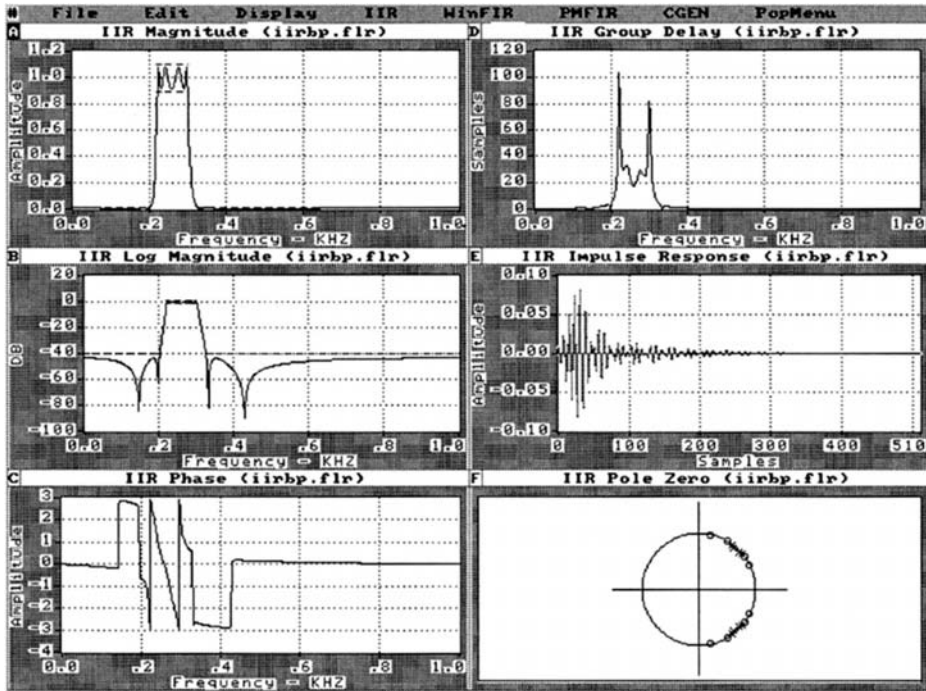 # File Edit Display IIR WinFIR PMFIR CGEN PopMenu
A IIR Magnitude (iirbp.flr)
1.2
1.0
0.8
0.6
0.4
0.2
0.0
Amplitude
0.0 .2 .4 .6 .8 1.0
Frequency - KHZ
D IIR Group Delay (iirbp.flr)
120
100
80
60
40
20
0
Samples
0.0 .2 .4 .6 .8 1.0
Frequency - KHZ
B IIR Log Magnitude (iirbp.flr)
20
0
-20
-40
-60
-80
-100
DB
0.0 .2 .4 .6 .8 1.0
Frequency - KHZ
E IIR Impulse Response (iirbp.flr)
0.10
0.05
0.00
-0.05
-0.10
Amplitude
0 100 200 300 400 510
Samples
C IIR Phase (iirbp.flr)
3
2
1
0
-1
-2
-3
-4
Amplitude
0.0 .2 .4 .6 .8 1.0
Frequency - KHZ
F IIR Pole Zero (iirbp.flr)